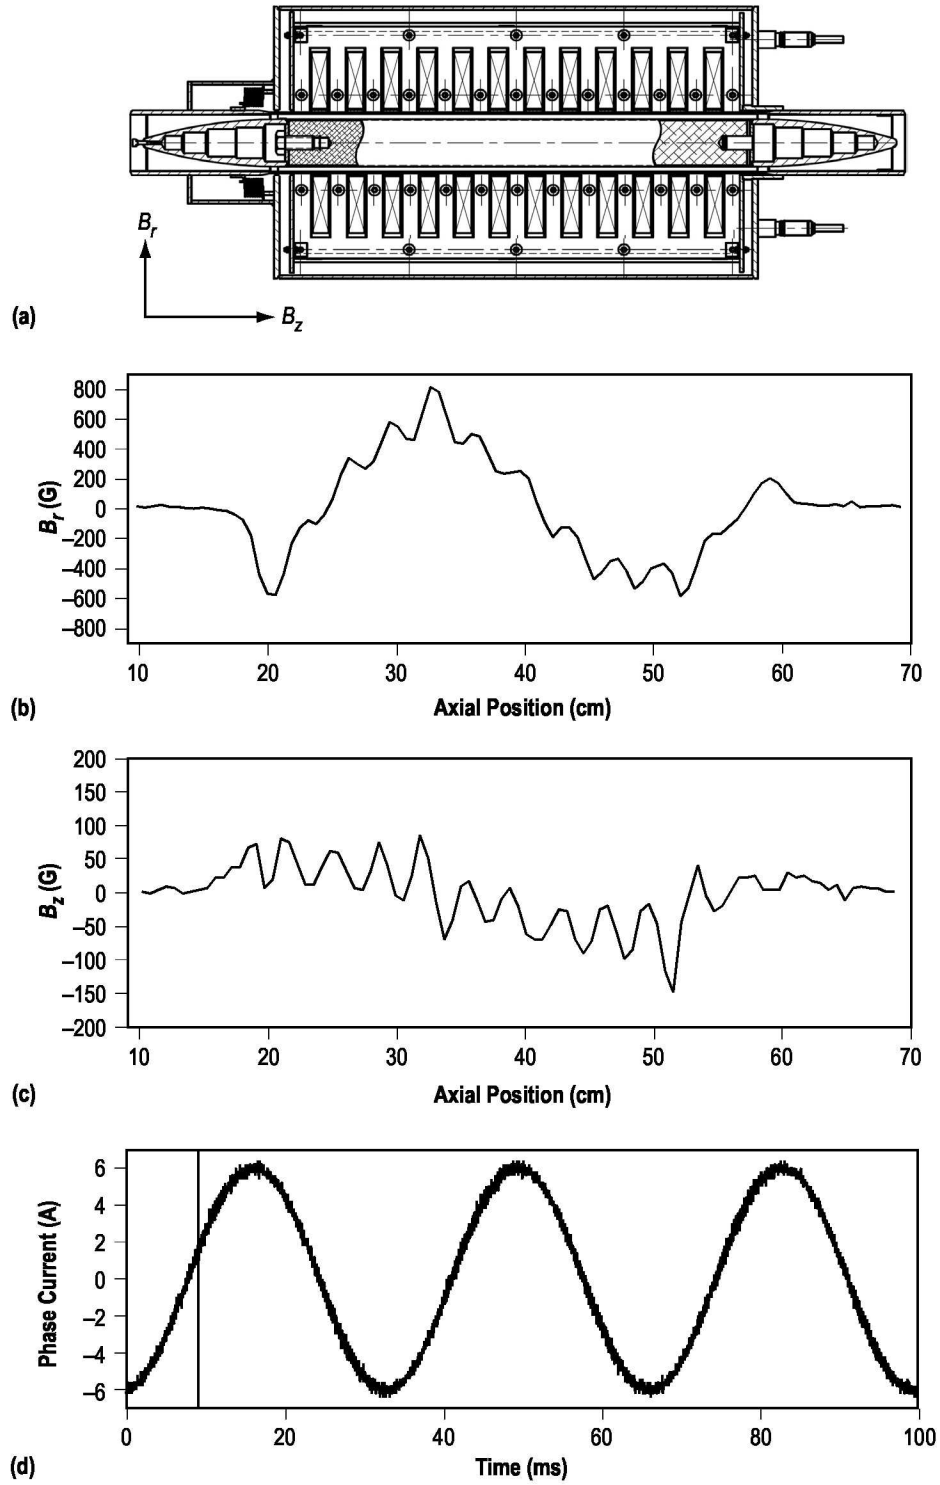 B_r
B_z
(a)
800
600
400
200
0
–200
–400
–600
–800
B_r (G)
10 20 30 40 50 60 70
Axial Position (cm)
(b)
200
150
100
50
0
–50
–100
–150
–200
B_z (G)
10 20 30 40 50 60 70
Axial Position (cm)
(c)
6
4
2
0
–2
–4
–6
Phase Current (A)
0 20 40 60 80 100
Time (ms)
(d)